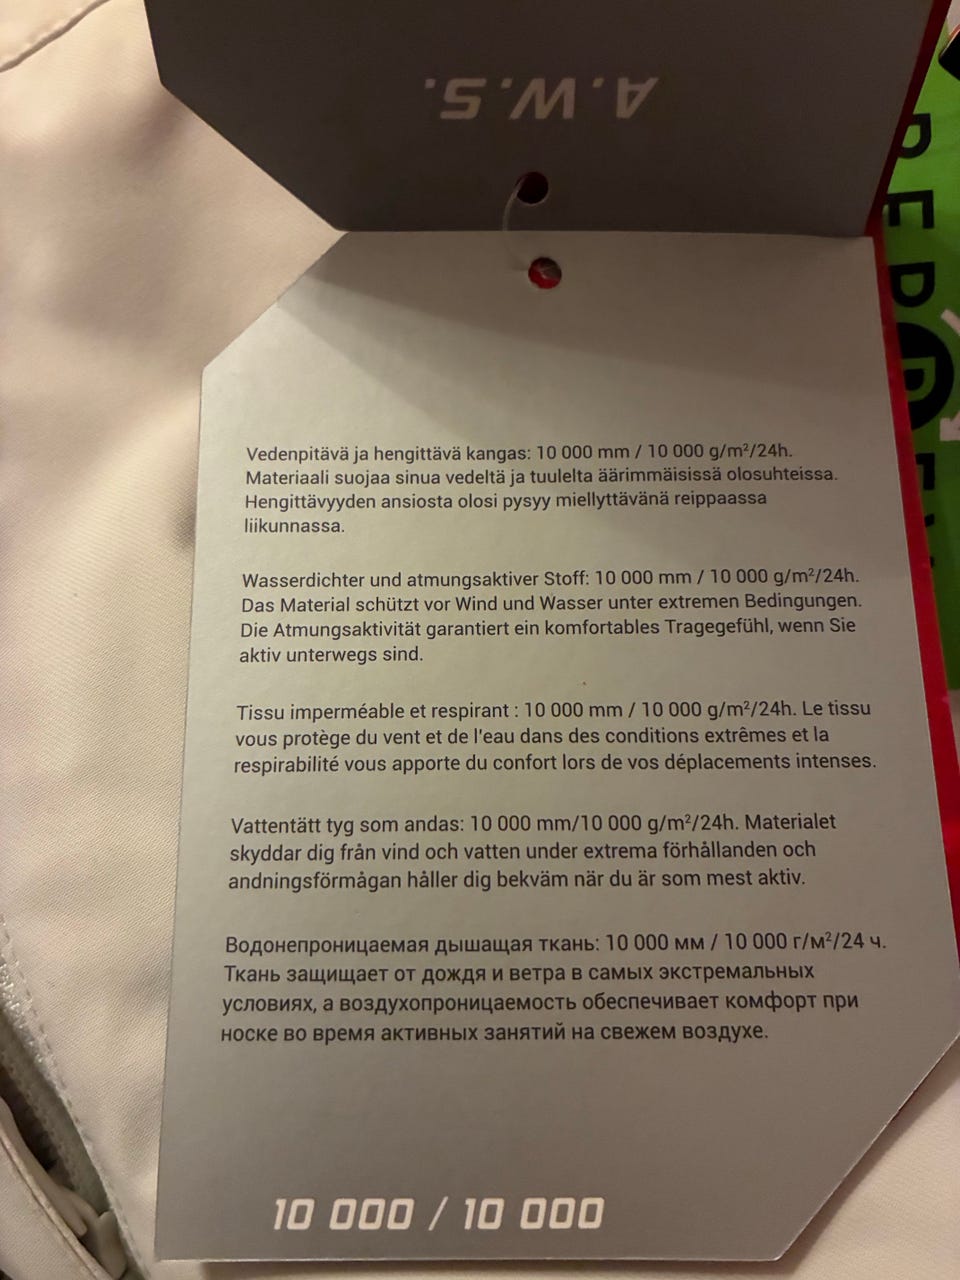 A.W.S.
Vedenpitävä ja hengittävä kangas: 10 000 mm / 10 000 g/m²/24h.
Materiaali suojaa sinua vedeltä ja tuulelta äärimmäisissä olosuhteissa.
Hengittävyyden ansiosta olosi pysyy miellyttävänä reippaassa
liikunnassa.
Wasserdichter und atmungsaktiver Stoff: 10 000 mm / 10 000 g/m²/24h.
Das Material schützt vor Wind und Wasser unter extremen Bedingungen.
Die Atmungsaktivität garantiert ein komfortables Tragegefühl, wenn Sie
aktiv unterwegs sind.
Tissu imperméable et respirant : 10 000 mm / 10 000 g/m²/24h. Le tissu
vous protège du vent et de l'eau dans des conditions extrêmes et la
respirabilité vous apporte du confort lors de vos déplacements intenses.
Vattentätt tyg som andas: 10 000 mm/10 000 g/m²/24h. Materialet
skyddar dig från vind och vatten under extrema förhållanden och
andningsförmågan håller dig bekväm när du är som mest aktiv.
Водонепроницаемая дышащая ткань: 10 000 мм / 10 000 г/м²/24 ч.
Ткань защищает от дождя и ветра в самых экстремальных
условиях, а воздухопроницаемость обеспечивает комфорт при
носке во время активных занятий на свежем воздухе.
10 000 / 10 000